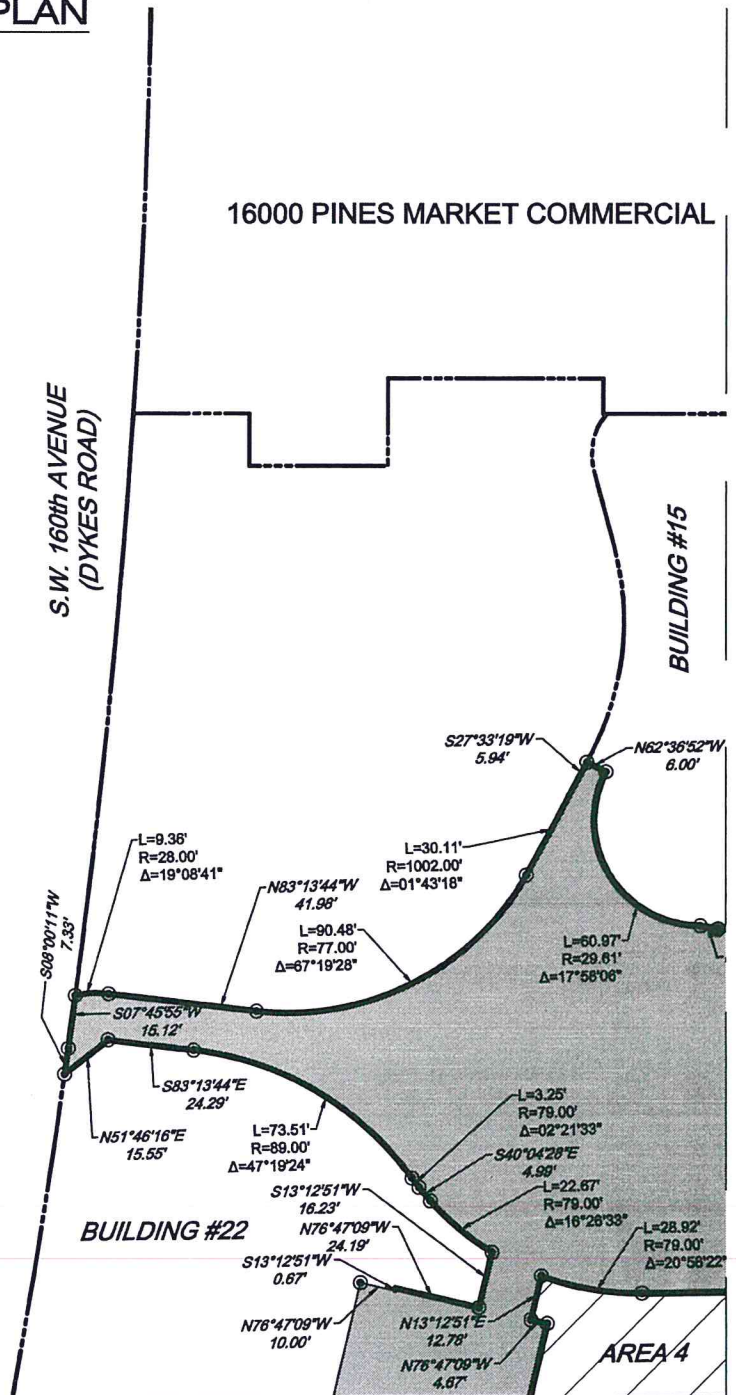 PLAN
16000 PINES MARKET COMMERCIAL
S.W. 160th AVENUE
(DYKES ROAD)
BUILDING #15
S27°33'19"W
5.94'
N62°36'52"W
6.00'
L=9.36'
R=28.00'
Δ=19°08'41"
L=30.11'
R=1002.00'
Δ=01°43'18"
N83°13'44"W
41.98'
L=90.48'
R=77.00'
Δ=67°19'28"
L=60.97'
R=29.61'
Δ=17°58'06"
S08°00'11"W
7.33'
S07°45'55"W
15.12'
S83°13'44"E
24.29'
N51°46'16"E
15.55'
L=73.51'
R=89.00'
Δ=47°19'24"
L=3.25'
R=79.00'
Δ=02°21'33"
S40°04'28"E
4.99'
L=22.67'
R=79.00'
Δ=16°26'33"
S13°12'51"W
16.23'
BUILDING #22
N76°47'09"W
24.19'
L=28.92'
R=79.00'
Δ=20°58'22"
S13°12'51"W
0.67'
N76°47'09"W
10.00'
N13°12'51"E
12.78'
N76°47'09"W
4.67'
AREA 4